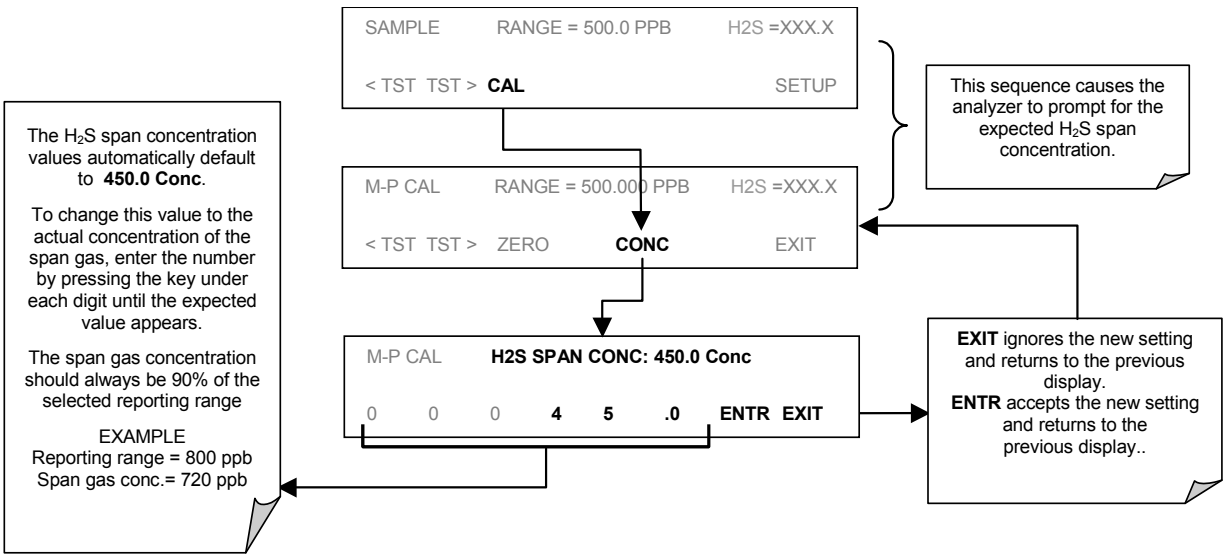 SAMPLE RANGE = 500.0 PPB H2S =XXX.X
< TST TST > CAL SETUP
This sequence causes the
analyzer to prompt for the
expected H₂S span
concentration.
The H₂S span concentration
values automatically default
to 450.0 Conc.
To change this value to the
actual concentration of the
span gas, enter the number
by pressing the key under
each digit until the expected
value appears.
The span gas concentration
should always be 90% of the
selected reporting range
EXAMPLE
Reporting range = 800 ppb
Span gas conc.= 720 ppb
M-P CAL RANGE = 500.000 PPB H2S =XXX.X
< TST TST > ZERO CONC EXIT
M-P CAL H2S SPAN CONC: 450.0 Conc
0 0 0 4 5 .0 ENTR EXIT
EXIT ignores the new setting
and returns to the previous
display.
ENTR accepts the new setting
and returns to the
previous display..